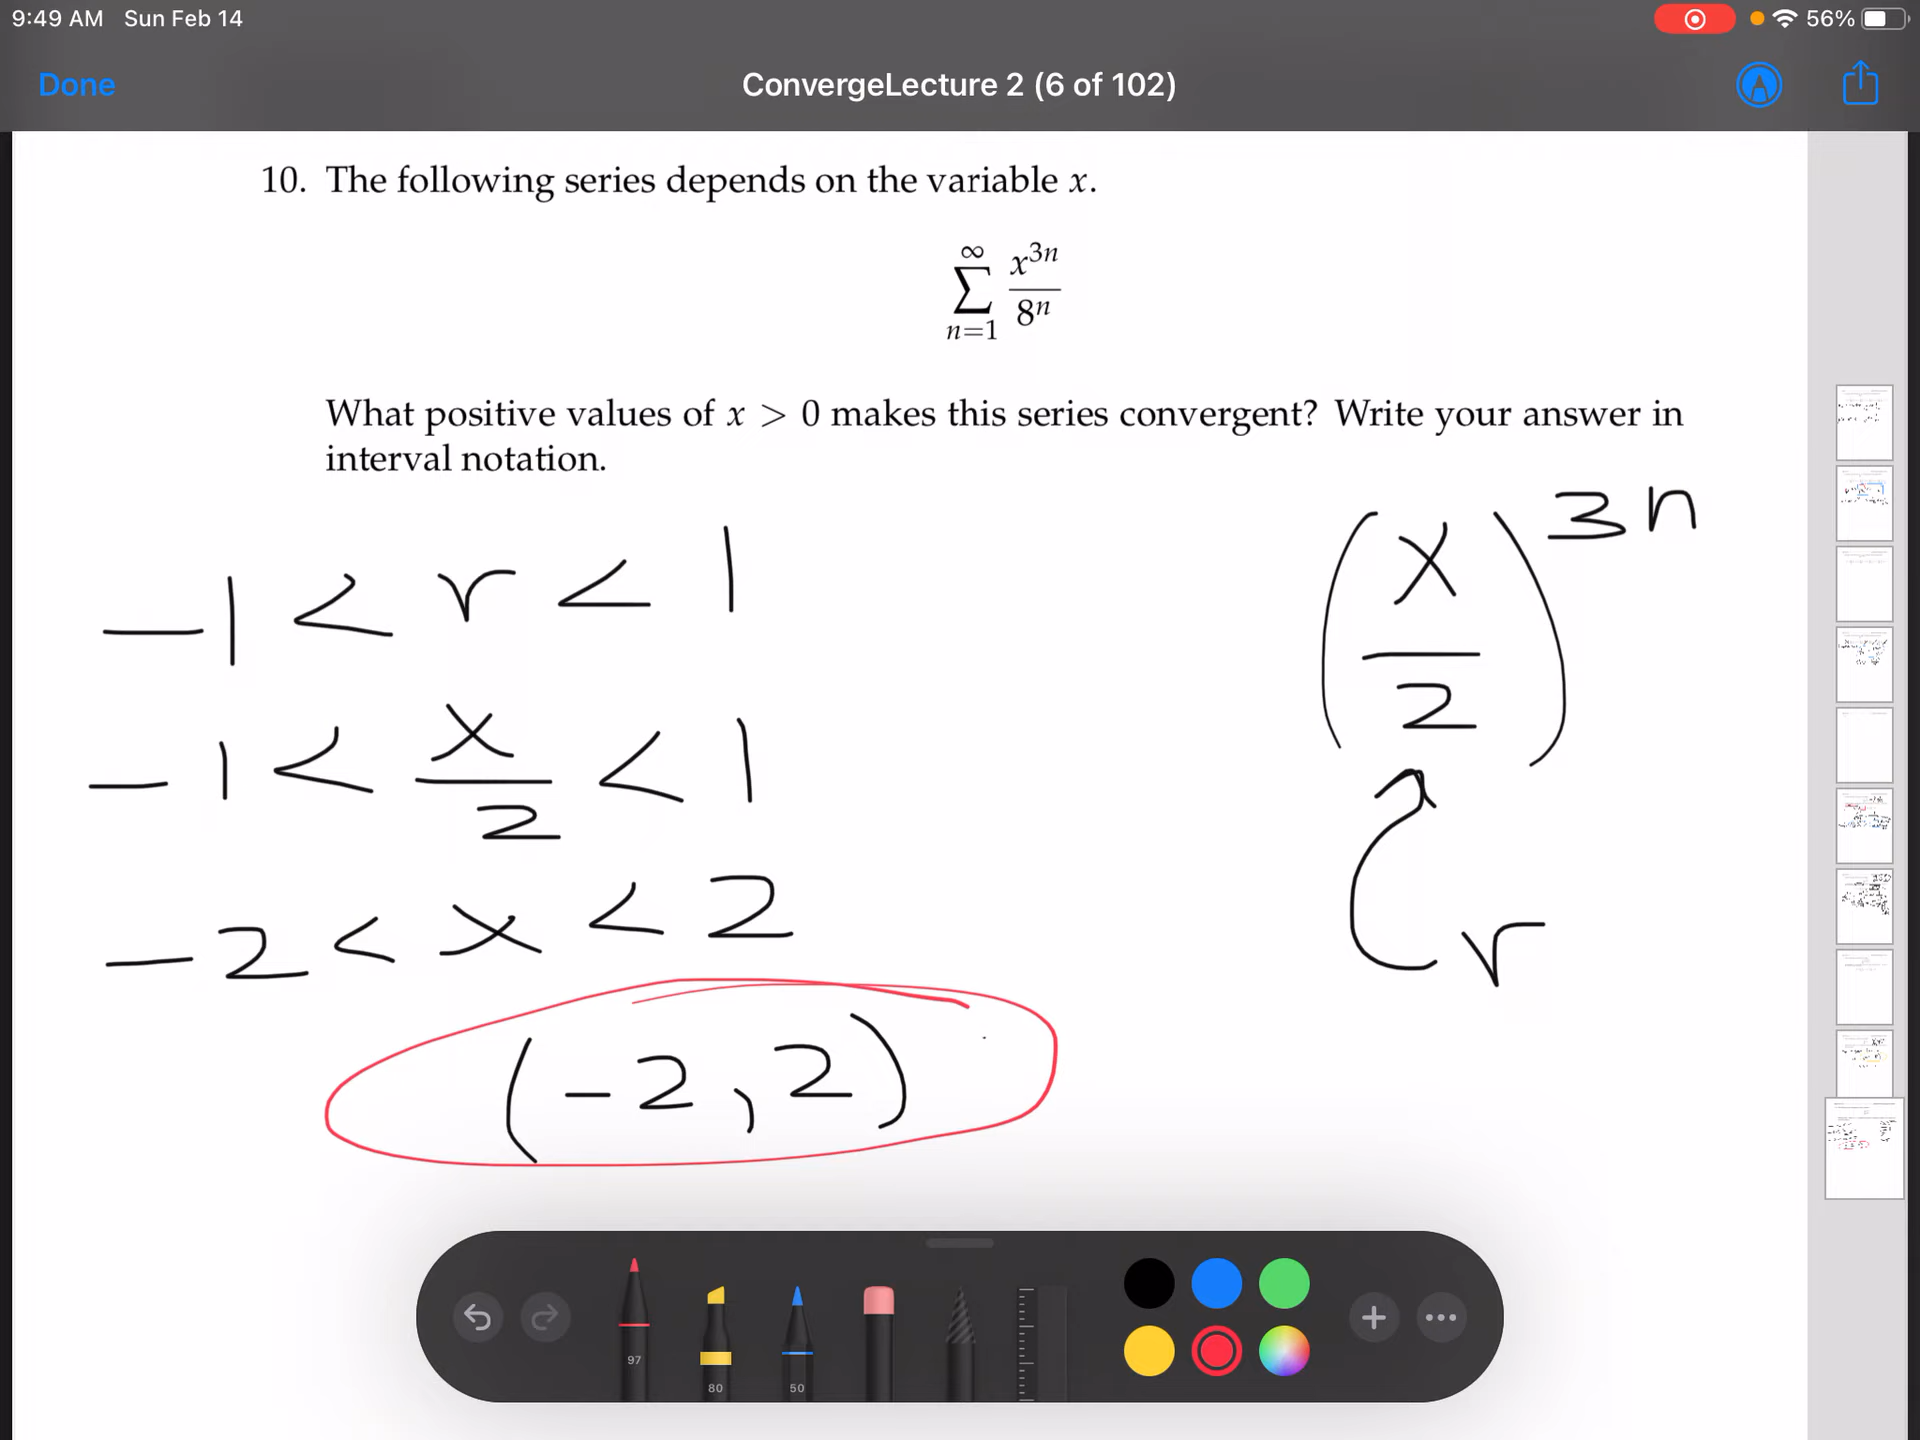 9:49 AM Sun Feb 14
56%
Done
ConvergeLecture 2 (6 of 102)
10. The following series depends on the variable x.
∞
∑ x^{3n} / 8^n
n=1
What positive values of x > 0 makes this series convergent? Write your answer in
interval notation.
(x/2)^{3n}
-1 < r < 1
-1 < x/2 < 1
-2 < x < 2
r
(-2, 2)
97
80
50